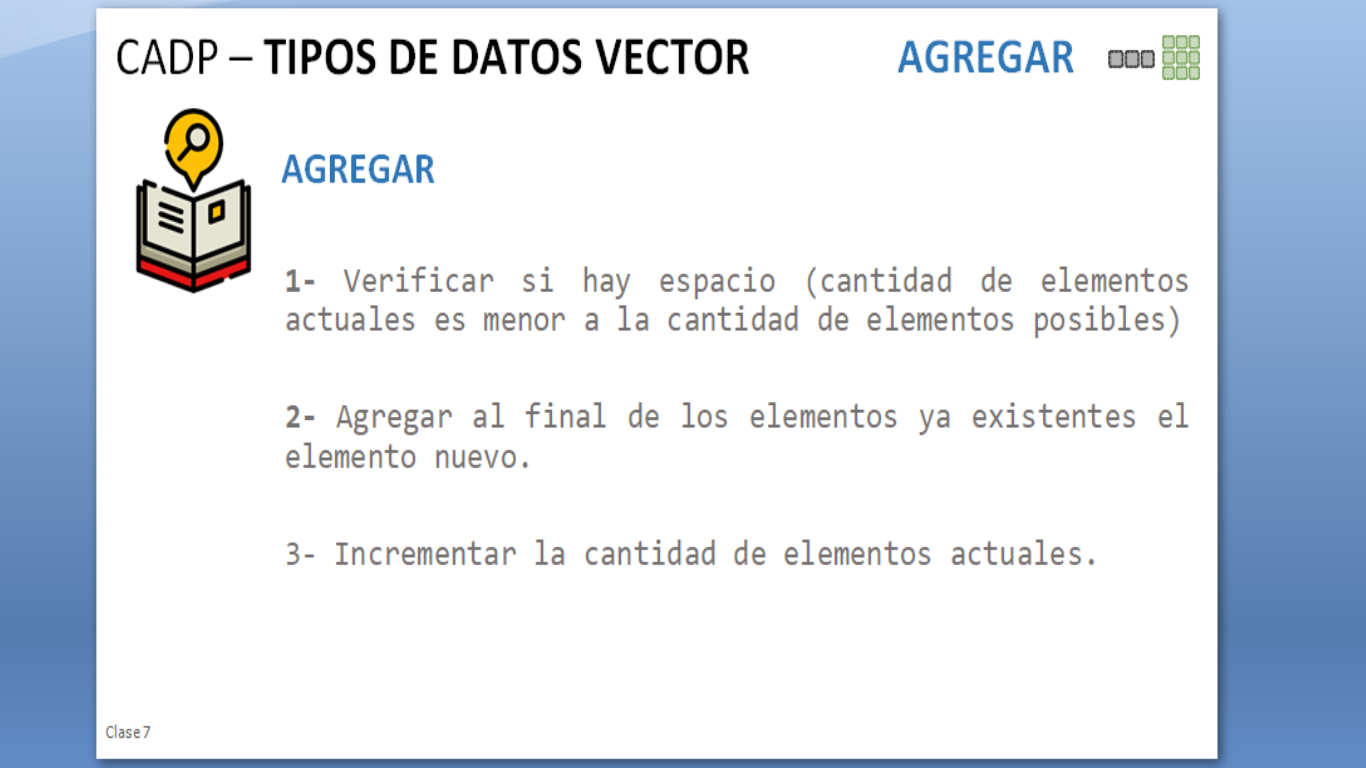 CADP – TIPOS DE DATOS VECTOR
AGREGAR
AGREGAR
1- Verificar si hay espacio (cantidad de elementos
actuales es menor a la cantidad de elementos posibles)
2- Agregar al final de los elementos ya existentes el
elemento nuevo.
3- Incrementar la cantidad de elementos actuales.
Clase 7